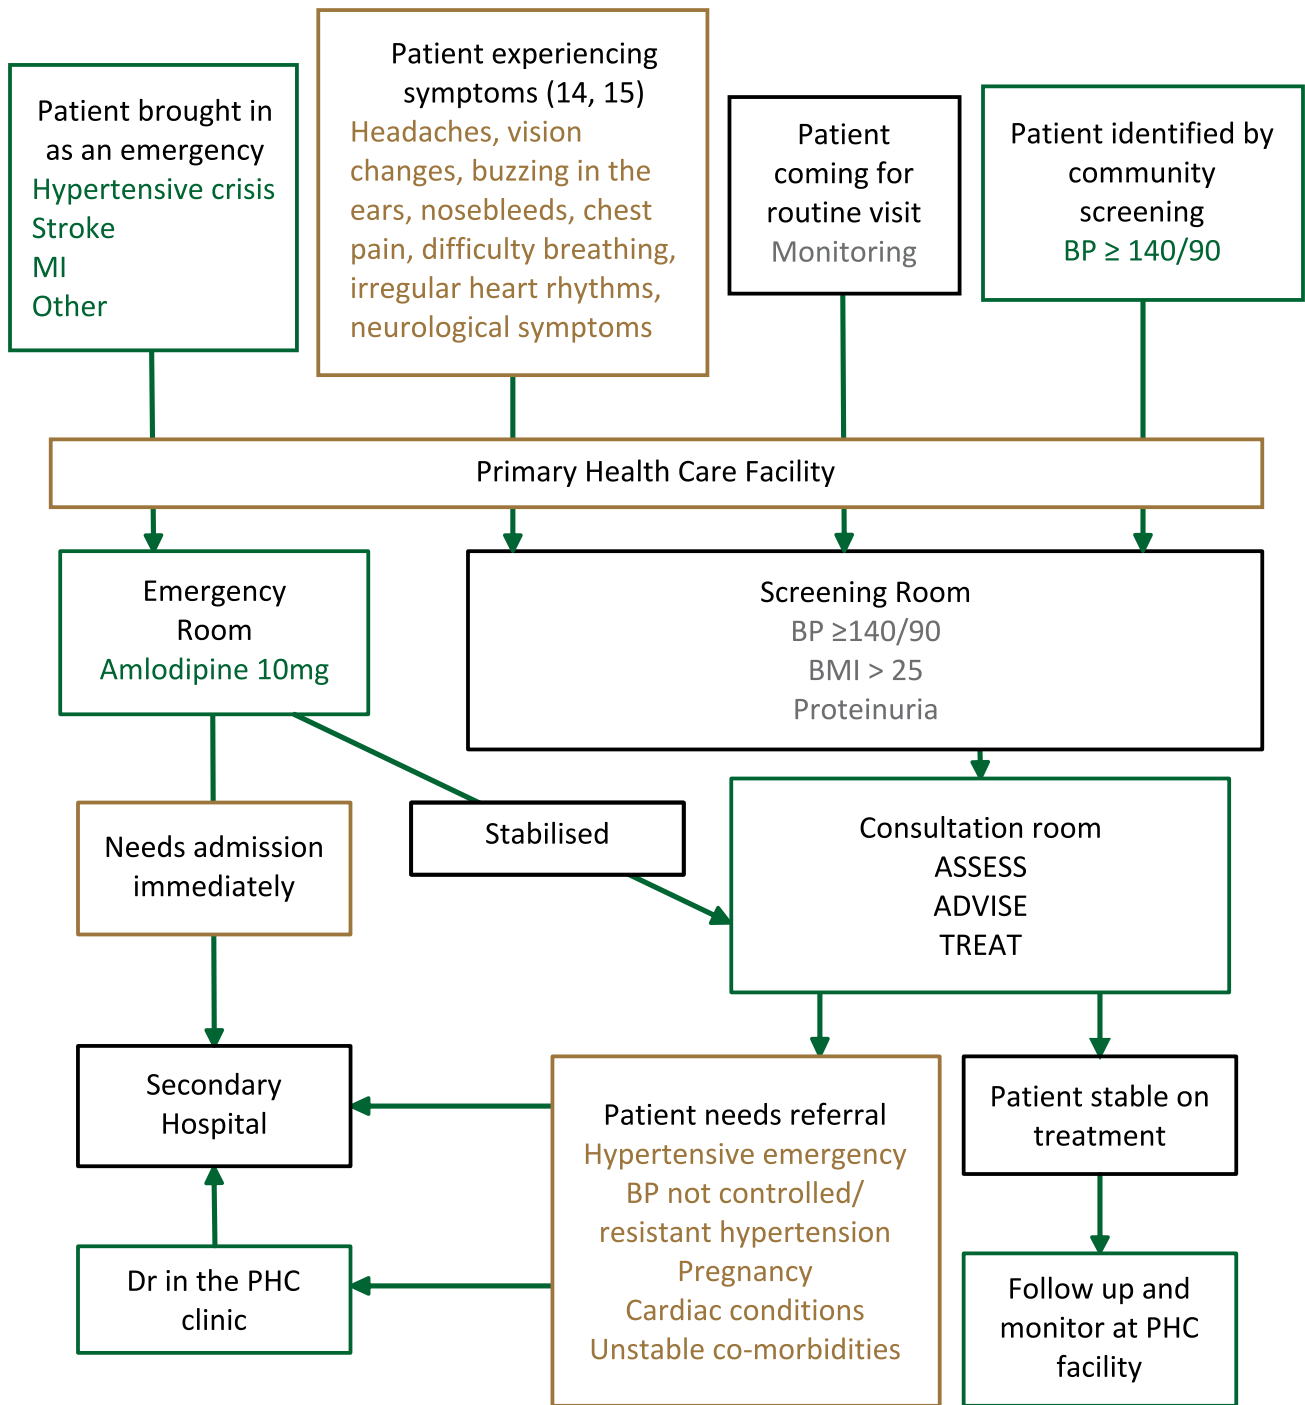 Patient brought in
as an emergency
Hypertensive crisis
Stroke
MI
Other
Patient experiencing
symptoms (14, 15)
Headaches, vision
changes, buzzing in the
ears, nosebleeds, chest
pain, difficulty breathing,
irregular heart rhythms,
neurological symptoms
Patient
coming for
routine visit
Monitoring
Patient identified by
community
screening
BP ≥ 140/90
Primary Health Care Facility
Emergency
Room
Amlodipine 10mg
Screening Room
BP ≥140/90
BMI > 25
Proteinuria
Needs admission
immediately
Stabilised
Consultation room
ASSESS
ADVISE
TREAT
Secondary
Hospital
Patient needs referral
Hypertensive emergency
BP not controlled/
resistant hypertension
Pregnancy
Cardiac conditions
Unstable co-morbidities
Patient stable on
treatment
Dr in the PHC
clinic
Follow up and
monitor at PHC
facility